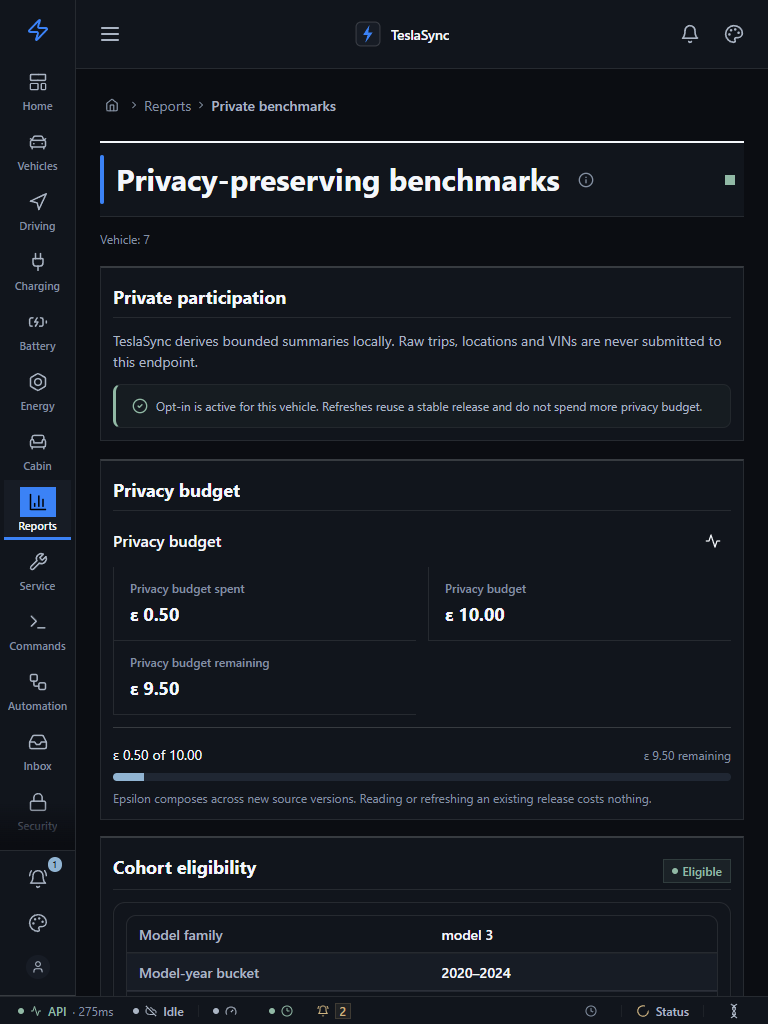 TeslaSync
Home
Vehicles
Driving
Charging
Battery
Energy
Cabin
Reports
Service
Commands
Automation
Inbox
Security
1
Reports
Private benchmarks
Privacy-preserving benchmarks
Vehicle: 7
Private participation
TeslaSync derives bounded summaries locally. Raw trips, locations and VINs are never submitted to
this endpoint.
Opt-in is active for this vehicle. Refreshes reuse a stable release and do not spend more privacy budget.
Privacy budget
Privacy budget
Privacy budget spent
ε 0.50
Privacy budget
ε 10.00
Privacy budget remaining
ε 9.50
ε 0.50 of 10.00
ε 9.50 remaining
Epsilon composes across new source versions. Reading or refreshing an existing release costs nothing.
Cohort eligibility
Eligible
Model family
model 3
Model-year bucket
2020–2024
API · 275ms
Idle
2
Status